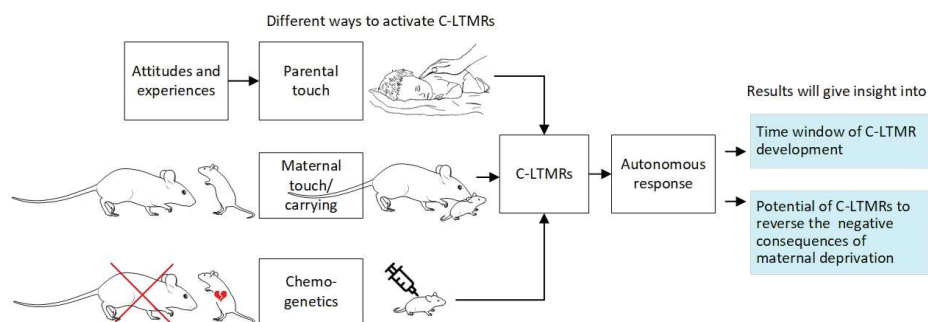 Different ways to activate C-LTMRs
Attitudes and
experiences
Parental
touch
Results will give insight into
Time window of C-LTMR
development
Maternal
touch/
carrying
C-LTMRs
Autonomous
response
Potential of C-LTMRs to
reverse the negative
consequences of
maternal deprivation
Chemo-
genetics